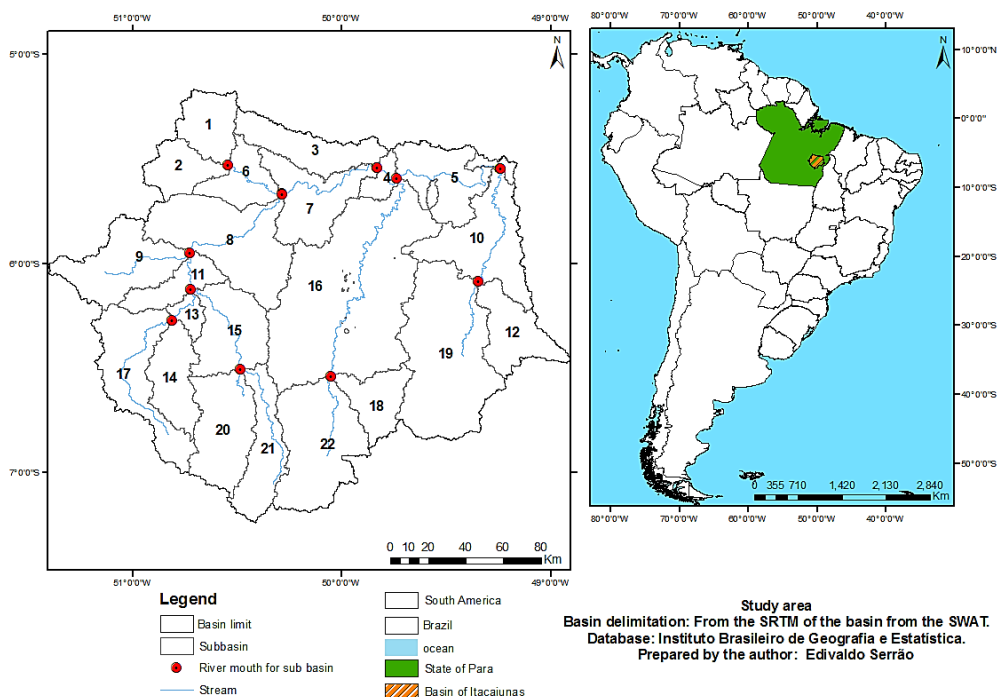 51°0'0"W
50°0'0"W
49°0'0"W
5°0'0"S
6°0'0"S
7°0'0"S
N
1
2
3
4
5
6
7
8
9
10
11
12
13
14
15
16
17
18
19
20
21
22
0 10 20 40 60 80
Km
51°0'0"W
50°0'0"W
49°0'0"W
80°0'0"W
70°0'0"W
60°0'0"W
50°0'0"W
40°0'0"W
N
10°0'0"N
0°0'0"
10°0'0"S
20°0'0"S
30°0'0"S
40°0'0"S
50°0'0"S
0 355 710 1,420 2,130 2,840
Km
80°0'0"W
70°0'0"W
60°0'0"W
50°0'0"W
40°0'0"W
Legend
Basin limit
Subbasin
River mouth for sub basin
Stream
South America
Brazil
ocean
State of Para
Basin of Itacaiunas
Study area
Basin delimitation: From the SRTM of the basin from the SWAT.
Database: Instituto Brasileiro de Geografia e Estatística.
Prepared by the author: Edivaldo Serrão